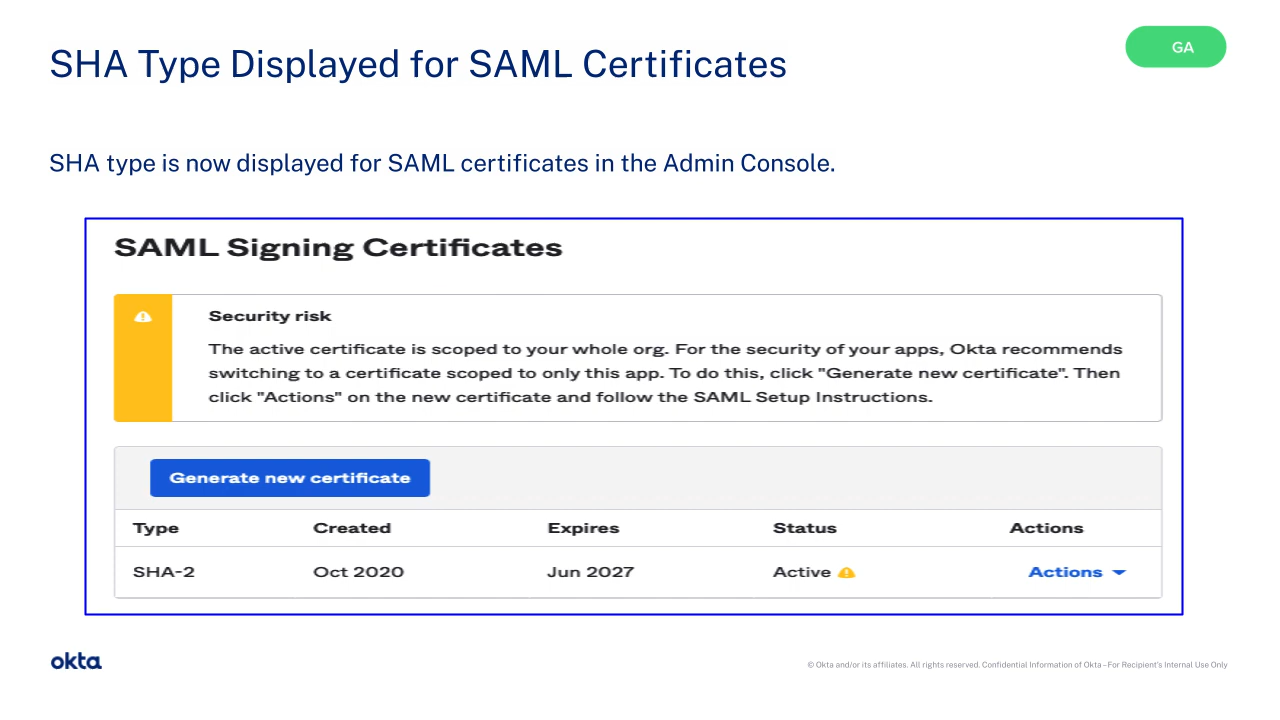 SHA Type Displayed for SAML Certificates
GA
SHA type is now displayed for SAML certificates in the Admin Console.
SAML Signing Certificates
Security risk
The active certificate is scoped to your whole org. For the security of your apps, Okta recommends
switching to a certificate scoped to only this app. To do this, click "Generate new certificate". Then
click "Actions" on the new certificate and follow the SAML Setup Instructions.
Generate new certificate
Type Created Expires Status Actions
SHA-2 Oct 2020 Jun 2027 Active Actions
okta
© Okta and/or its affiliates. All rights reserved. Confidential Information of Okta – For Recipient's Internal Use Only